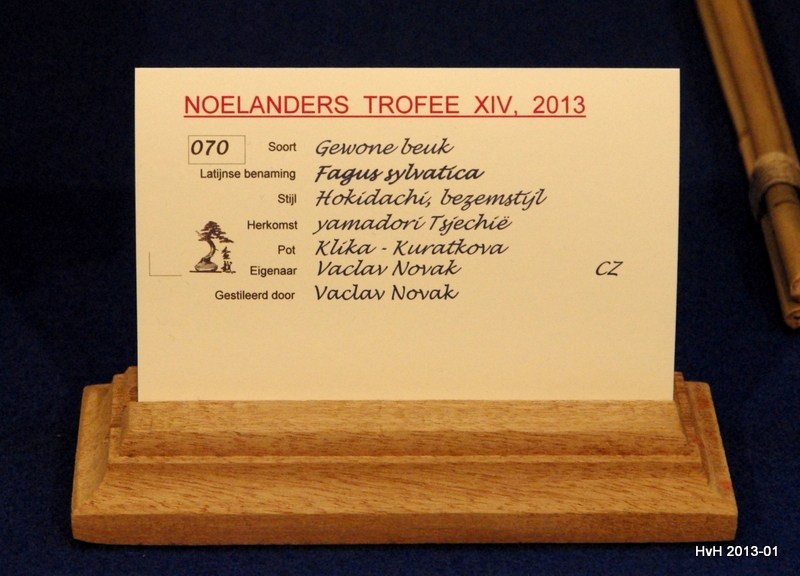 NOELANDERS TROFEE XIV, 2013
070 Soort Gewone beuk
Latijnse benaming Fagus sylvatica
Stijl Hokidachi, bezemstijl
Herkomst yamadori Tsjechië
Pot Klika - Kuratkova
Eigenaar Vaclav Novak CZ
Gestileerd door Vaclav Novak
HvH 2013-01